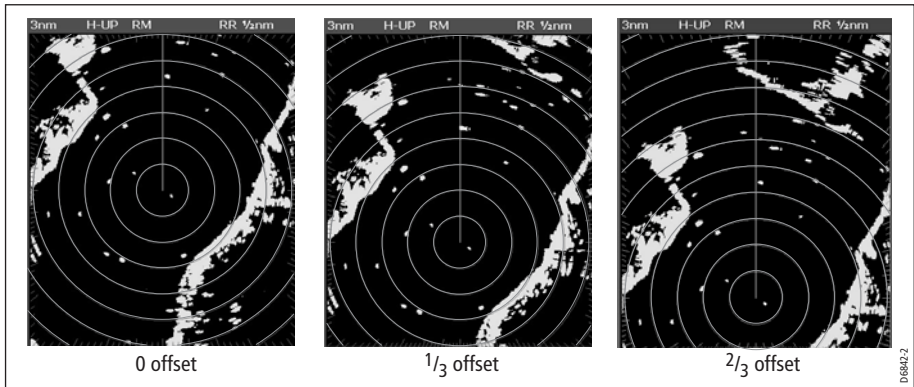 3nm H-UP RM RR ½nm
3nm H-UP RM RR ½nm
3nm H-UP RM RR ½nm
0 offset
1/3 offset
2/3 offset
D6842-2